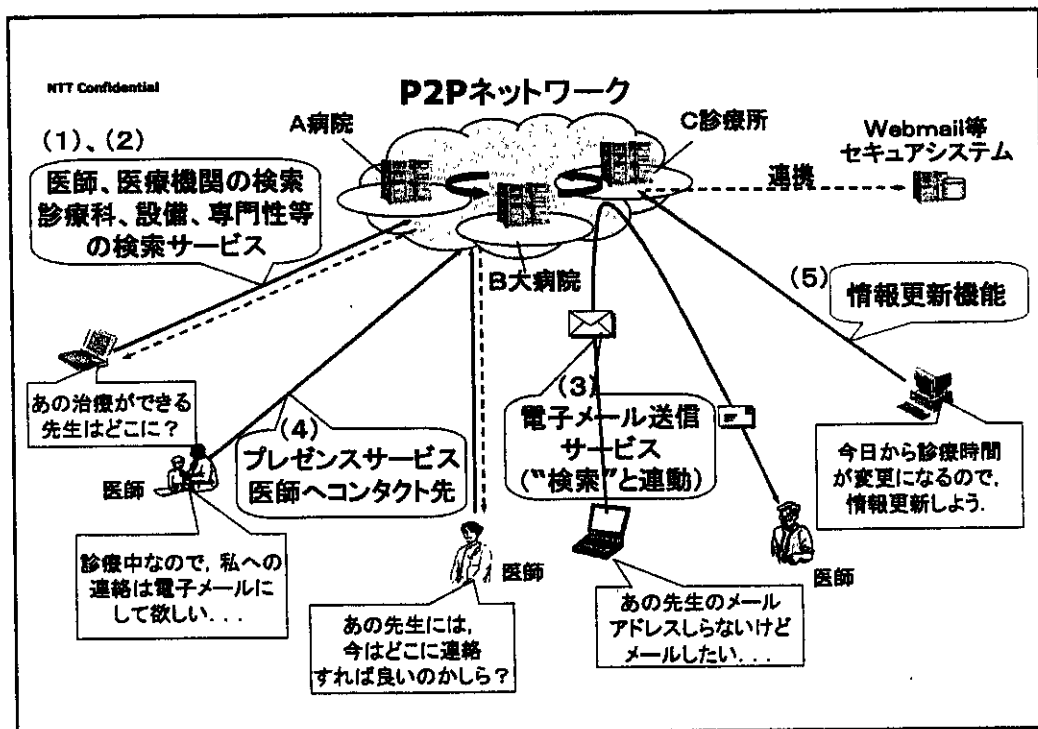 NTT Confidential
P2Pネットワーク
A病院
C診療所
Webmail等
セキュアシステム
連携
(1)、(2)
医師、医療機関の検索
診療科、設備、専門性等
の検索サービス
B大病院
(5)
情報更新機能
あの治療ができる
先生はどこに?
(4)
プレゼンスサービス
医師へコンタクト先
(3)
電子メール送信
サービス
("検索"と連動)
今日から診療時間
が変更になるので,
情報更新しよう.
医師
診療中なので, 私への
連絡は電子メールに
して欲しい...
医師
あの先生には,
今はどこに連絡
すれば良いのかしら?
あの先生のメール
アドレスしらないけど
メールしたい...
医師